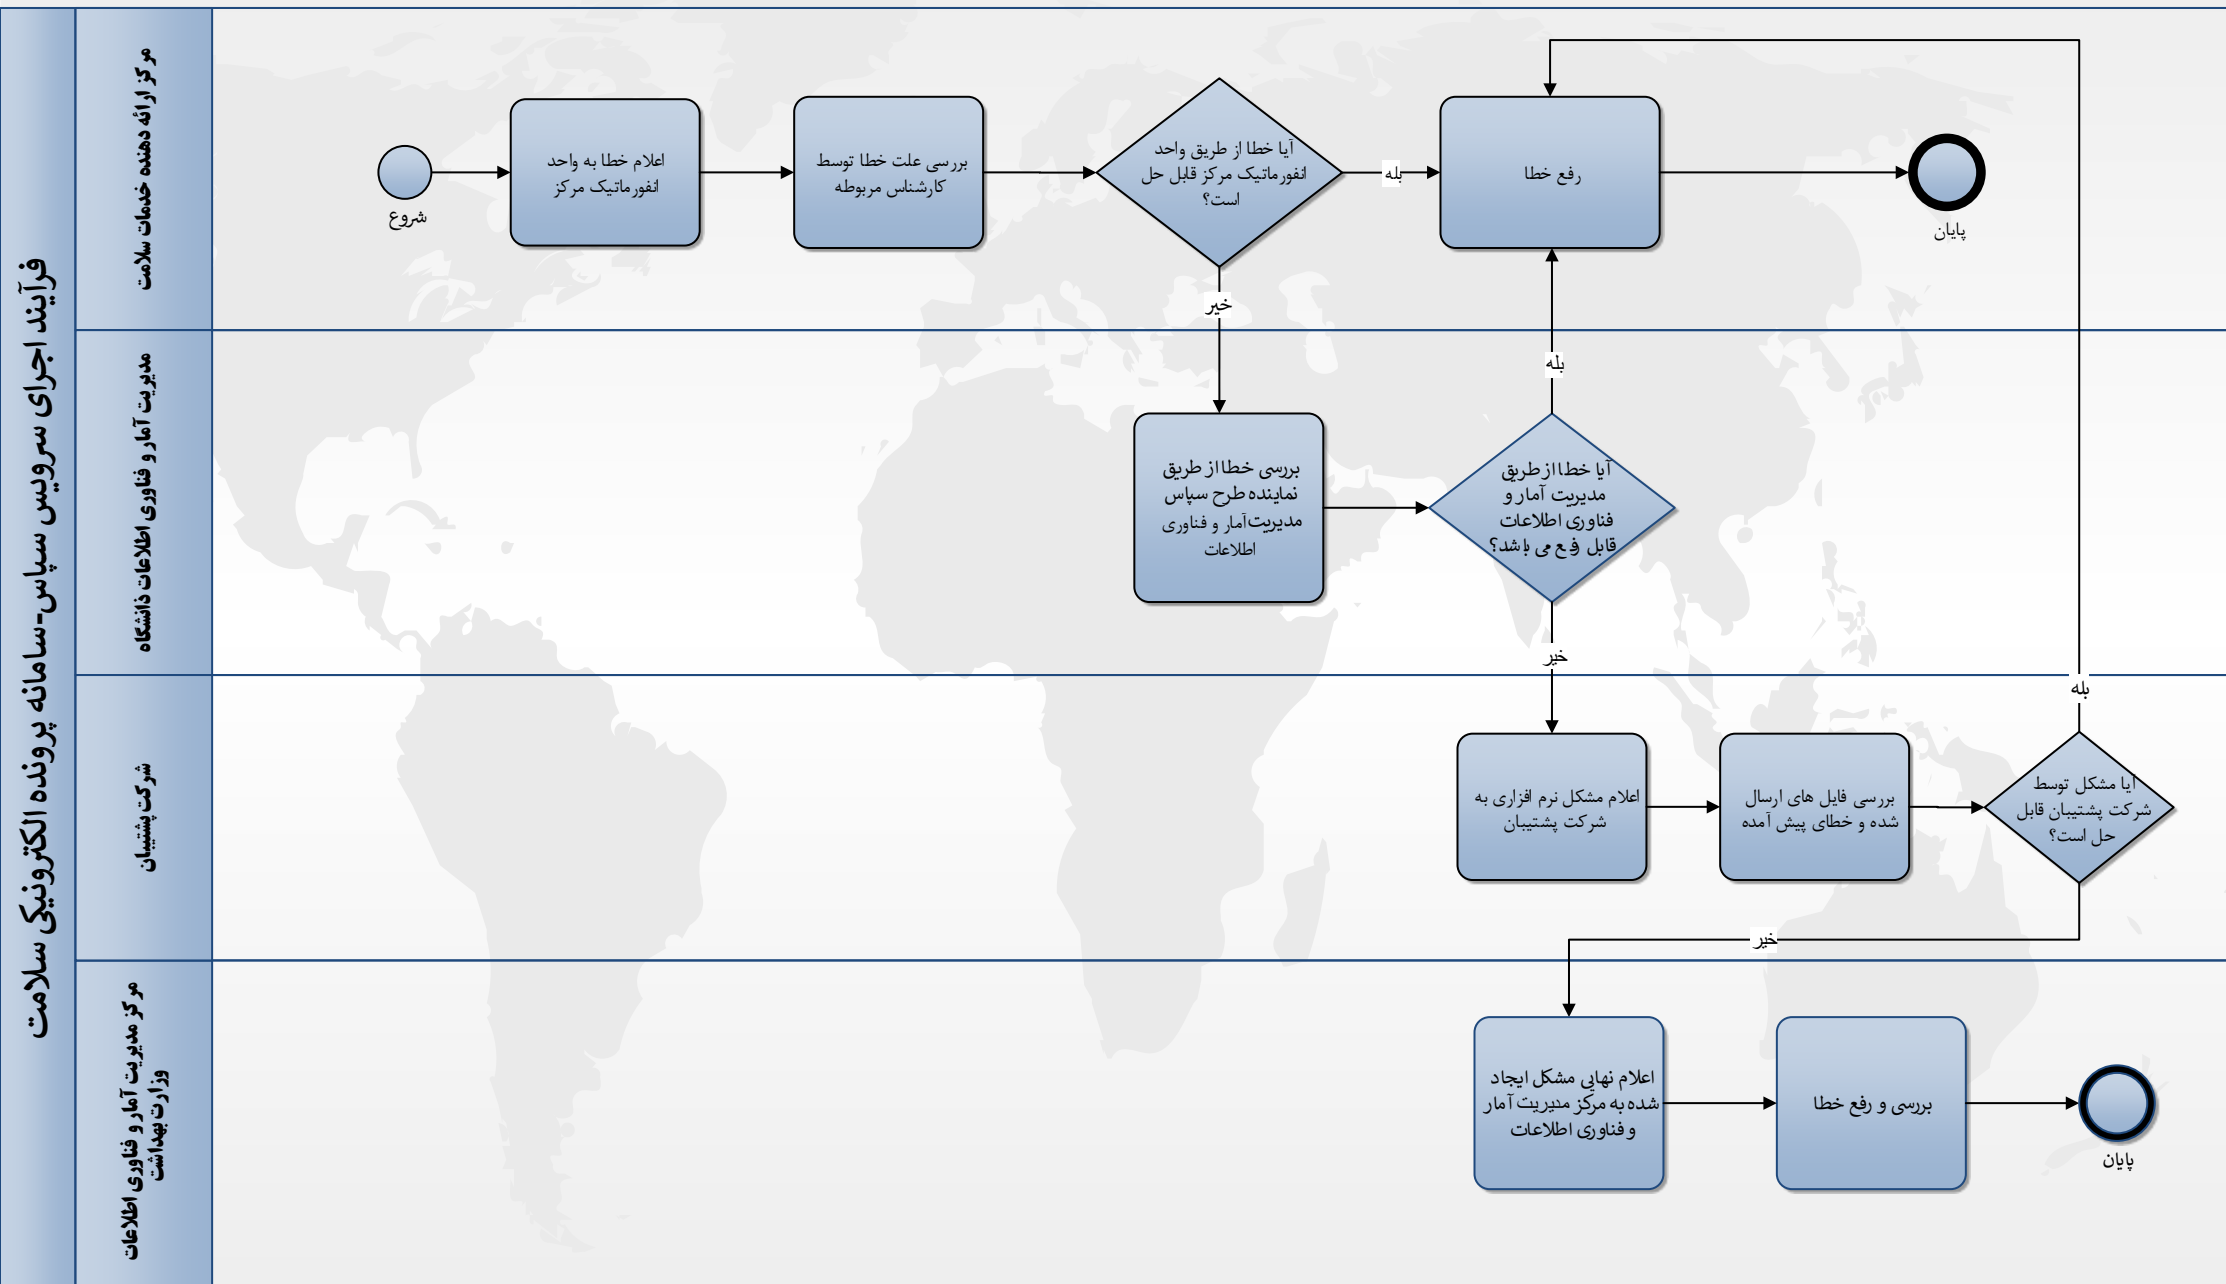 فرآیند اجرای سرویس سپاس-سامانه پرونده الکترونیکی سلامت
مرکز ارائه دهنده خدمات سلامت
شروع
اعلام خطا به واحد
انفورماتیک مرکز
بررسی علت خطا توسط
کارشناس مربوطه
آیا خطا از طریق واحد
انفورماتیک مرکز قابل حل
است؟
بله
خیر
رفع خطا
پایان
مدیریت آمار و فناوری اطلاعات دانشگاه
بررسی خطا از طریق
نماینده طرح سپاس
مدیریت آمار و فناوری
اطلاعات
آیا خطا از طریق
مدیریت آمار و
فناوری اطلاعات
قابل رفع می باشد؟
بله
خیر
شرکت پشتیبان
اعلام مشکل نرم افزاری به
شرکت پشتیبان
بررسی فایل های ارسال
شده و خطای پیش آمده
آیا مشکل توسط
شرکت پشتیبان قابل
حل است؟
بله
خیر
مرکز مدیریت آمار و فناوری اطلاعات
وزارت بهداشت
اعلام نهایی مشکل ایجاد
شده به مرکز مدیریت آمار
و فناوری اطلاعات
بررسی و رفع خطا
پایان